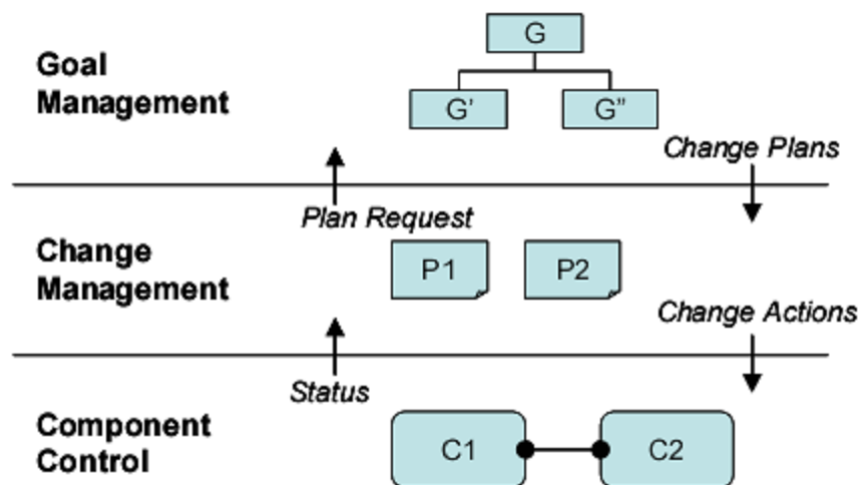 G
Goal
Management
G'
G"
Change Plans
Plan Request
Change
Management
P1
P2
Change Actions
Status
Component
Control
C1
C2